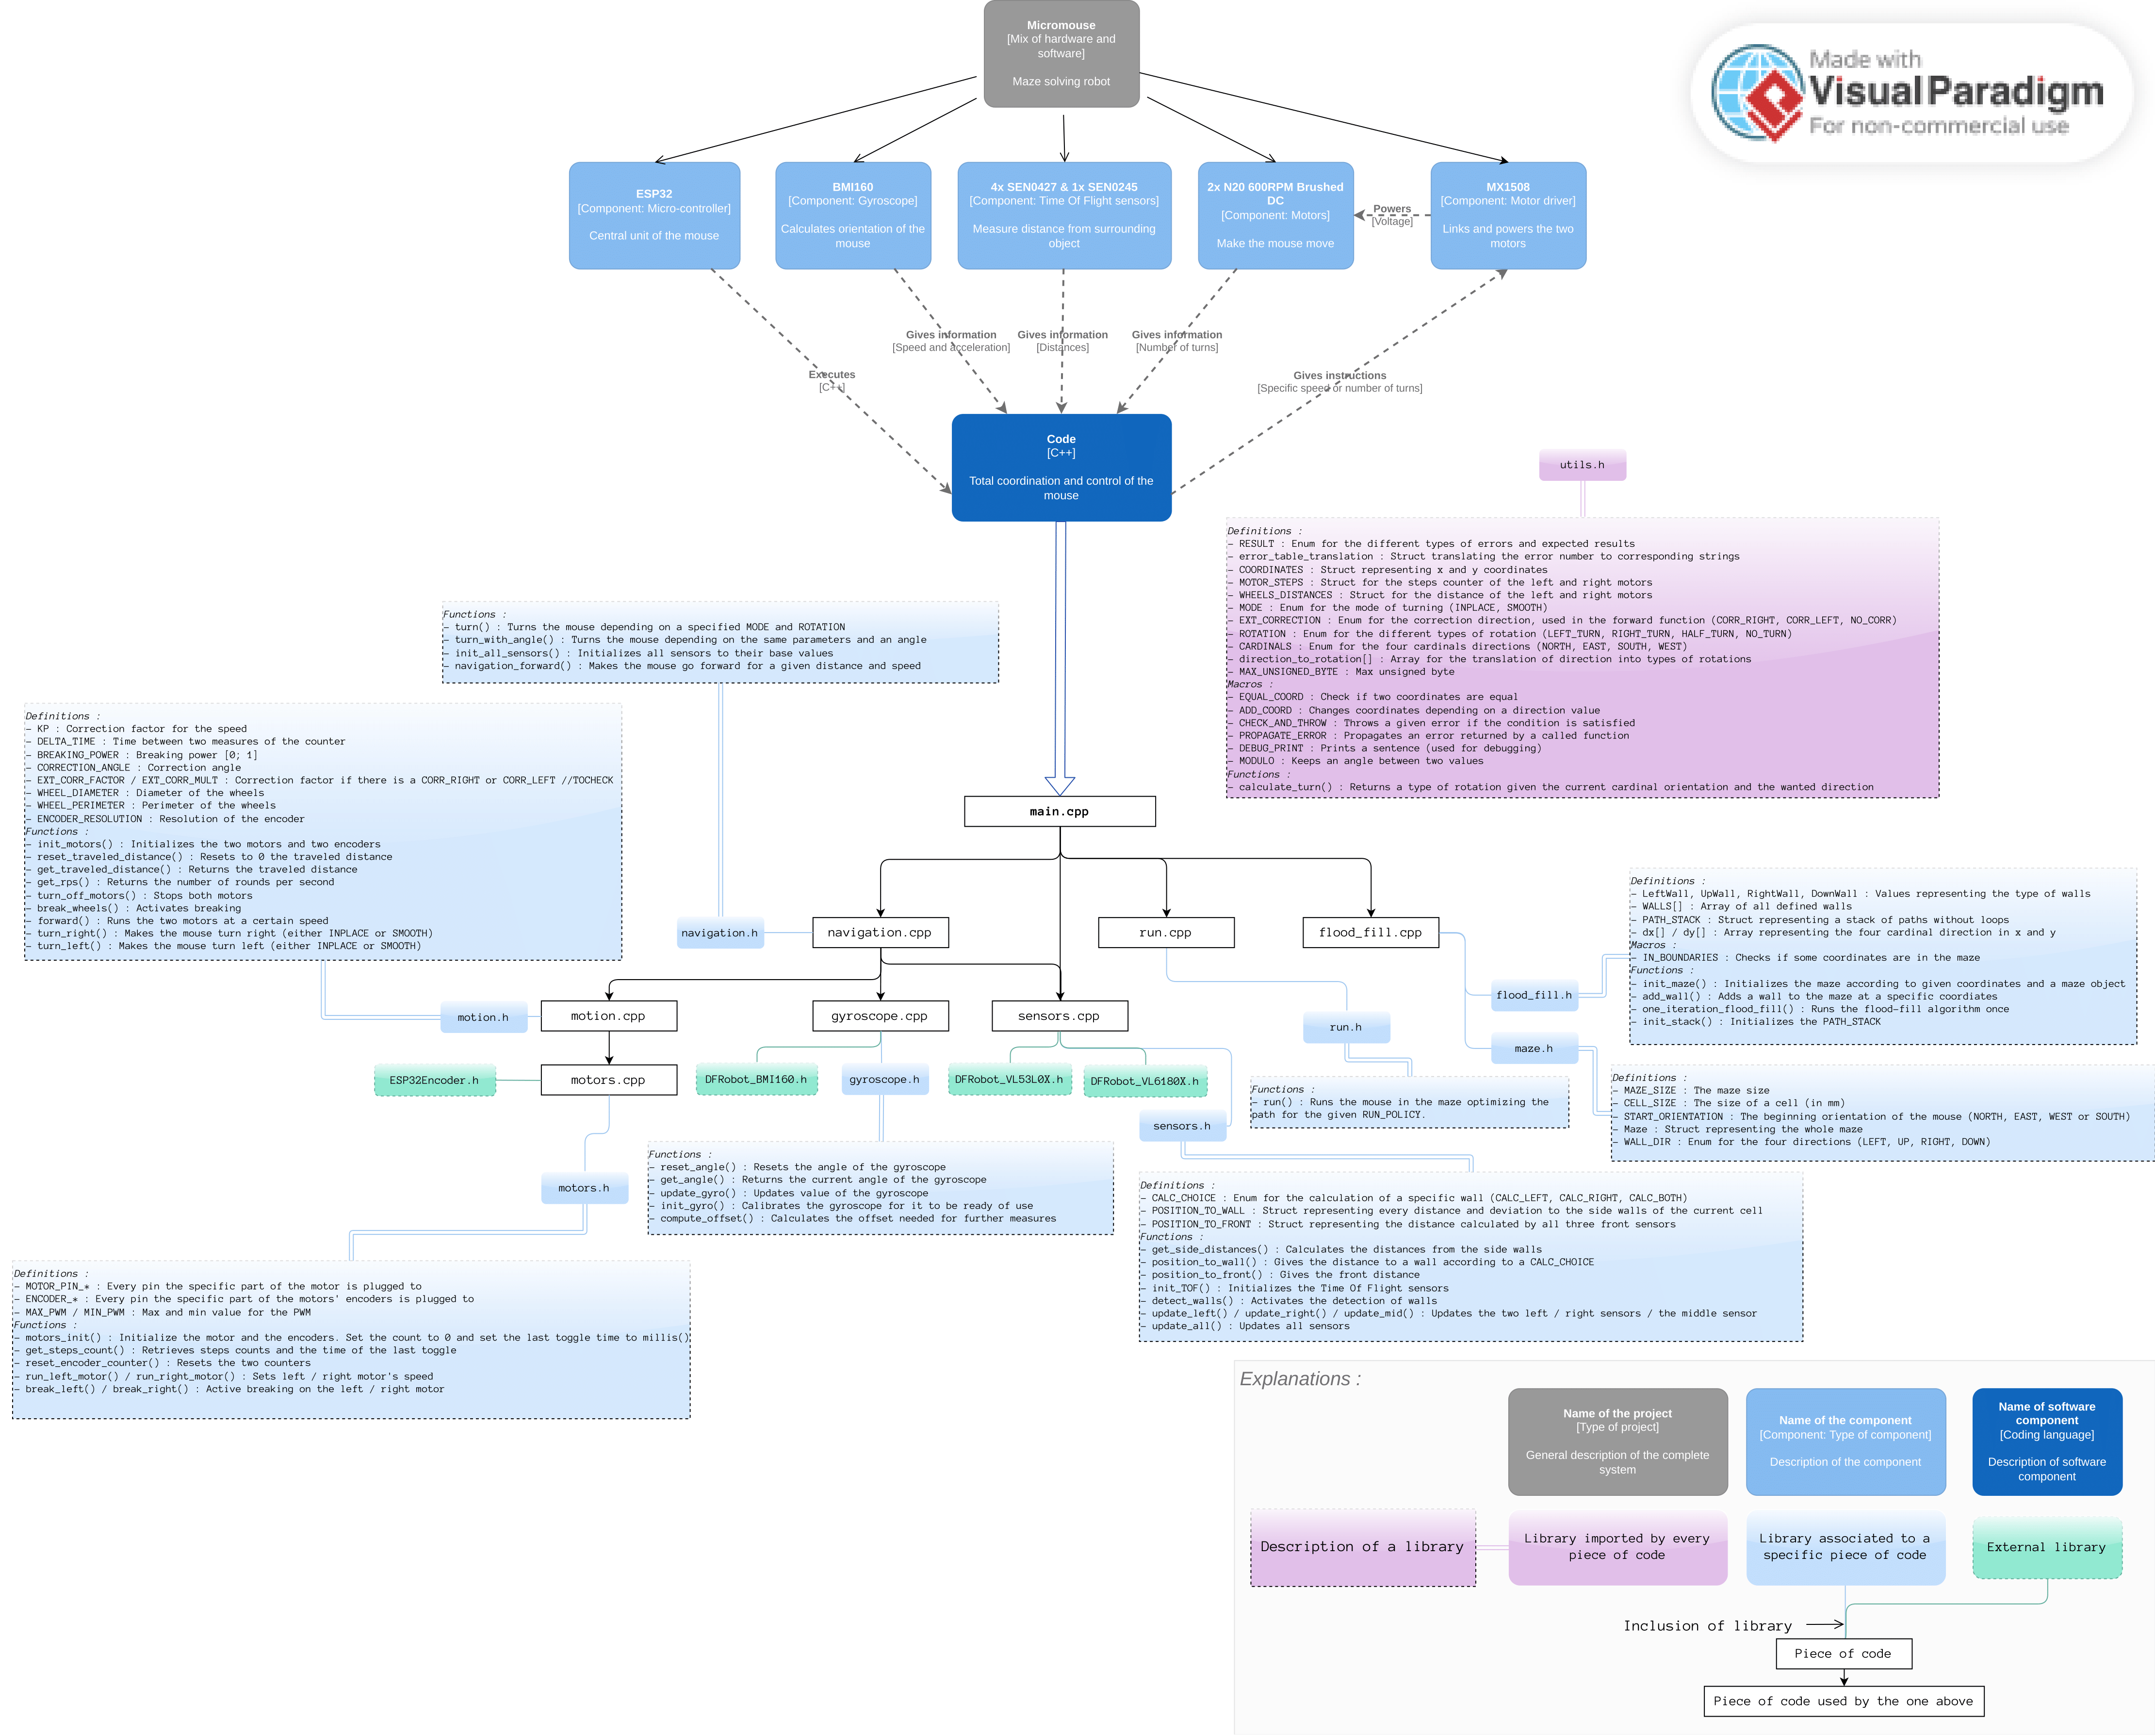 Micromouse
[Mix of hardware and
software]
Maze solving robot
Made with
Visual Paradigm
For non-commercial use
ESP32
[Component: Micro-controller]
Central unit of the mouse
BMI160
[Component: Gyroscope]
Calculates orientation of the
mouse
4x SEN0427 & 1x SEN0245
[Component: Time Of Flight sensors]
Measure distance from surrounding
object
2x N20 600RPM Brushed
DC
[Component: Motors]
Make the mouse move
Powers
[Voltage]
MX1508
[Component: Motor driver]
Links and powers the two
motors
Executes
[C++]
Gives information
[Speed and acceleration]
Gives information
[Distances]
Gives information
[Number of turns]
Gives instructions
[Specific speed or number of turns]
Code
[C++]
Total coordination and control of the
mouse
utils.h
Definitions :
- RESULT : Enum for the different types of errors and expected results
- error_table_translation : Struct translating the error number to corresponding strings
- COORDINATES : Struct representing x and y coordinates
- MOTOR_STEPS : Struct for the steps counter of the left and right motors
- WHEELS_DISTANCES : Struct for the distance of the left and right motors
- MODE : Enum for the mode of turning (INPLACE, SMOOTH)
- EXT_CORRECTION : Enum for the correction direction, used in the forward function (CORR_RIGHT, CORR_LEFT, NO_CORR)
- ROTATION : Enum for the different types of rotation (LEFT_TURN, RIGHT_TURN, HALF_TURN, NO_TURN)
- CARDINALS : Enum for the four cardinals directions (NORTH, EAST, SOUTH, WEST)
- direction_to_rotation[] : Array for the translation of direction into types of rotations
- MAX_UNSIGNED_BYTE : Max unsigned byte
Macros :
- EQUAL_COORD : Check if two coordinates are equal
- ADD_COORD : Changes coordinates depending on a direction value
- CHECK_AND_THROW : Throws a given error if the condition is satisfied
- PROPAGATE_ERROR : Propagates an error returned by a called function
- DEBUG_PRINT : Prints a sentence (used for debugging)
- MODULO : Keeps an angle between two values
Functions :
- calculate_turn() : Returns a type of rotation given the current cardinal orientation and the wanted direction
Functions :
- turn() : Turns the mouse depending on a specified MODE and ROTATION
- turn_with_angle() : Turns the mouse depending on the same parameters and an angle
- init_all_sensors() : Initializes all sensors to their base values
- navigation_forward() : Makes the mouse go forward for a given distance and speed
Definitions :
- KP : Correction factor for the speed
- DELTA_TIME : Time between two measures of the counter
- BREAKING_POWER : Breaking power [0; 1]
- CORRECTION_ANGLE : Correction angle
- EXT_CORR_FACTOR / EXT_CORR_MULT : Correction factor if there is a CORR_RIGHT or CORR_LEFT //TOCHECK
- WHEEL_DIAMETER : Diameter of the wheels
- WHEEL_PERIMETER : Perimeter of the wheels
- ENCODER_RESOLUTION : Resolution of the encoder
Functions :
- init_motors() : Initializes the two motors and two encoders
- reset_traveled_distance() : Resets to 0 the traveled distance
- get_traveled_distance() : Returns the traveled distance
- get_rps() : Returns the number of rounds per second
- turn_off_motors() : Stops both motors
- break_wheels() : Activates breaking
- forward() : Runs the two motors at a certain speed
- turn_right() : Makes the mouse turn right (either INPLACE or SMOOTH)
- turn_left() : Makes the mouse turn left (either INPLACE or SMOOTH)
main.cpp
navigation.h
navigation.cpp
run.cpp
flood_fill.cpp
Definitions :
- LeftWall, UpWall, RightWall, DownWall : Values representing the type of walls
- WALLS[] : Array of all defined walls
- PATH_STACK : Struct representing a stack of paths without loops
- dx[] / dy[] : Array representing the four cardinal direction in x and y
Macros :
- IN_BOUNDARIES : Checks if some coordinates are in the maze
Functions :
- init_maze() : Initializes the maze according to given coordinates and a maze object
- add_wall() : Adds a wall to the maze at a specific coordiates
- one_iteration_flood_fill() : Runs the flood-fill algorithm once
- init_stack() : Initializes the PATH_STACK
flood_fill.h
motion.h
motion.cpp
gyroscope.cpp
sensors.cpp
run.h
maze.h
ESP32Encoder.h
motors.cpp
DFRobot_BMI160.h
gyroscope.h
DFRobot_VL53L0X.h
DFRobot_VL6180X.h
Functions :
- run() : Runs the mouse in the maze optimizing the
path for the given RUN_POLICY.
Definitions :
- MAZE_SIZE : The maze size
- CELL_SIZE : The size of a cell (in mm)
- START_ORIENTATION : The beginning orientation of the mouse (NORTH, EAST, WEST or SOUTH)
- Maze : Struct representing the whole maze
- WALL_DIR : Enum for the four directions (LEFT, UP, RIGHT, DOWN)
sensors.h
motors.h
Functions :
- reset_angle() : Resets the angle of the gyroscope
- get_angle() : Returns the current angle of the gyroscope
- update_gyro() : Updates value of the gyroscope
- init_gyro() : Calibrates the gyroscope for it to be ready of use
- compute_offset() : Calculates the offset needed for further measures
Definitions :
- CALC_CHOICE : Enum for the calculation of a specific wall (CALC_LEFT, CALC_RIGHT, CALC_BOTH)
- POSITION_TO_WALL : Struct representing every distance and deviation to the side walls of the current cell
- POSITION_TO_FRONT : Struct representing the distance calculated by all three front sensors
Functions :
- get_side_distances() : Calculates the distances from the side walls
- position_to_wall() : Gives the distance to a wall according to a CALC_CHOICE
- position_to_front() : Gives the front distance
- init_TOF() : Initializes the Time Of Flight sensors
- detect_walls() : Activates the detection of walls
- update_left() / update_right() / update_mid() : Updates the two left / right sensors / the middle sensor
- update_all() : Updates all sensors
Definitions :
- MOTOR_PIN_* : Every pin the specific part of the motor is plugged to
- ENCODER_* : Every pin the specific part of the motors' encoders is plugged to
- MAX_PWM / MIN_PWM : Max and min value for the PWM
Functions :
- motors_init() : Initialize the motor and the encoders. Set the count to 0 and set the last toggle time to millis()
- get_steps_count() : Retrieves steps counts and the time of the last toggle
- reset_encoder_counter() : Resets the two counters
- run_left_motor() / run_right_motor() : Sets left / right motor's speed
- break_left() / break_right() : Active breaking on the left / right motor
Explanations :
Name of the project
[Type of project]
General description of the complete
system
Name of the component
[Component: Type of component]
Description of the component
Name of software
component
[Coding language]
Description of software
component
Description of a library
Library imported by every
piece of code
Library associated to a
specific piece of code
External library
Inclusion of library
Piece of code
Piece of code used by the one above